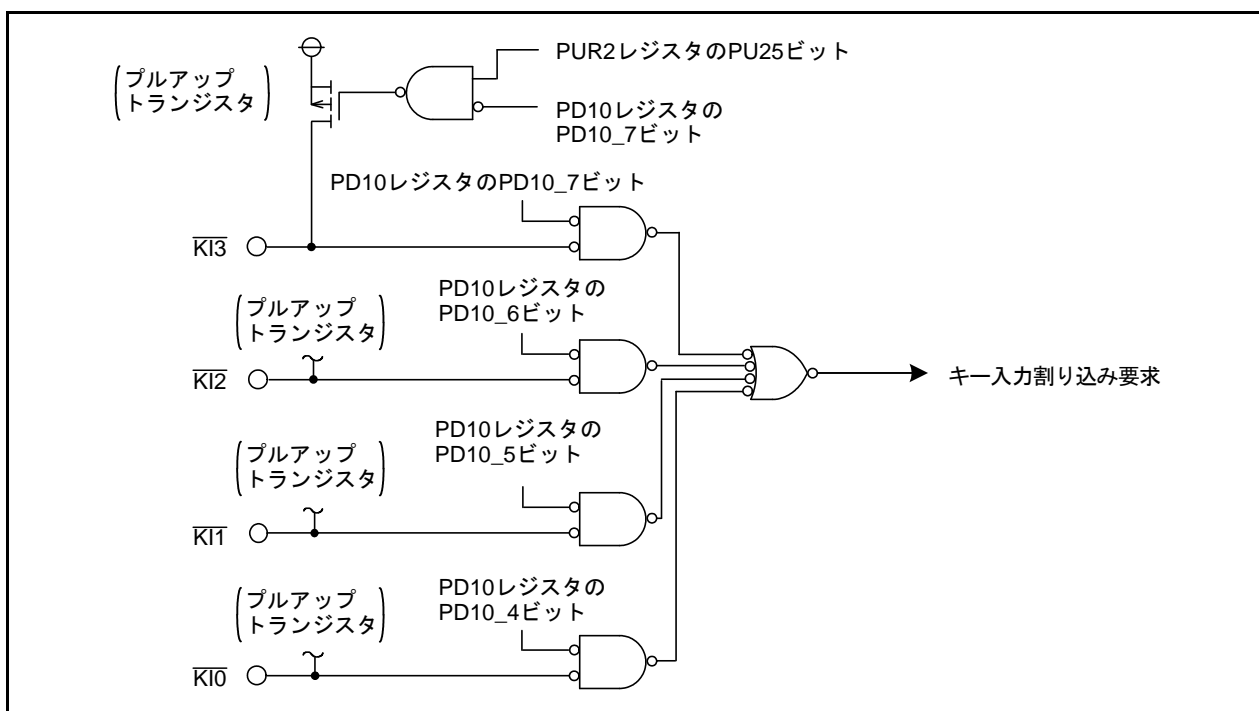 PUR2レジスタのPU25ビット
プルアップ
トランジスタ
PD10レジスタの
PD10_7ビット
PD10レジスタのPD10_7ビット
KI3
PD10レジスタの
PD10_6ビット
プルアップ
トランジスタ
KI2
キー入力割り込み要求
PD10レジスタの
PD10_5ビット
プルアップ
トランジスタ
KI1
PD10レジスタの
PD10_4ビット
プルアップ
トランジスタ
KI0